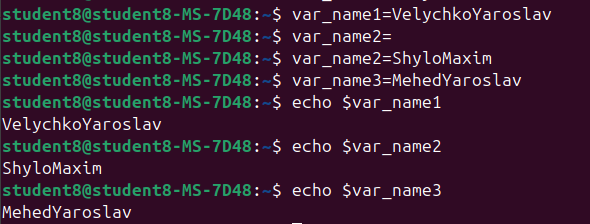 student8@student8-MS-7D48:~$ var_name1=VelychkoYaroslav
student8@student8-MS-7D48:~$ var_name2=
student8@student8-MS-7D48:~$ var_name2=ShyloMaxim
student8@student8-MS-7D48:~$ var_name3=MehedYaroslav
student8@student8-MS-7D48:~$ echo $var_name1
VelychkoYaroslav
student8@student8-MS-7D48:~$ echo $var_name2
ShyloMaxim
student8@student8-MS-7D48:~$ echo $var_name3
MehedYaroslav